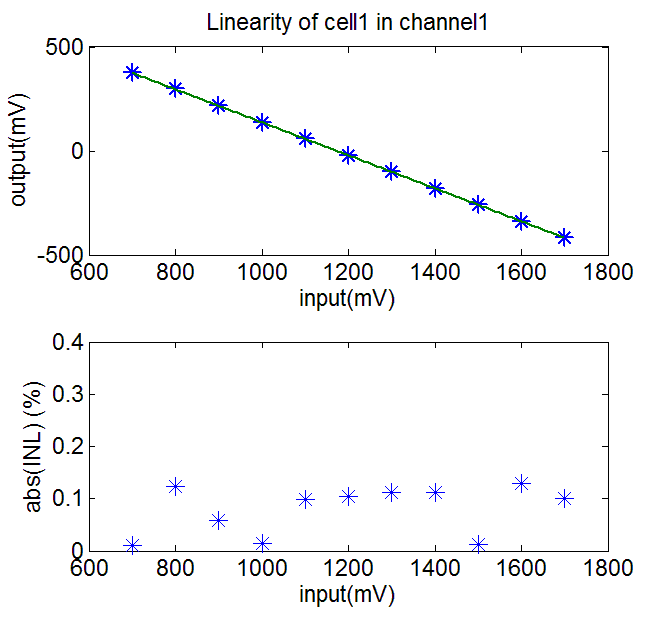 Linearity of cell1 in channel1
500
0
-500
output(mV)
600 800 1000 1200 1400 1600 1800
input(mV)
0.4
0.3
0.2
0.1
0
abs(INL) (%)
600 800 1000 1200 1400 1600 1800
input(mV)